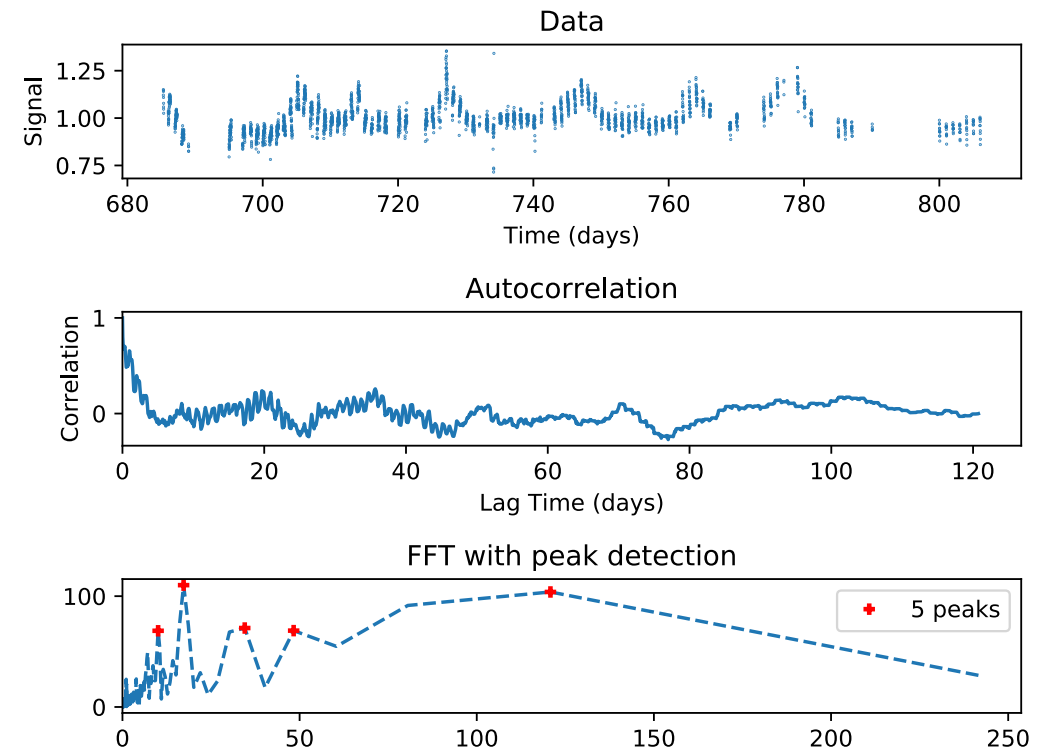 Data
1.25
1.00
0.75
Signal
680 700 720 740 760 780 800
Time (days)
Autocorrelation
1
0
Correlation
0 20 40 60 80 100 120
Lag Time (days)
FFT with peak detection
100
0
5 peaks
0 50 100 150 200 250